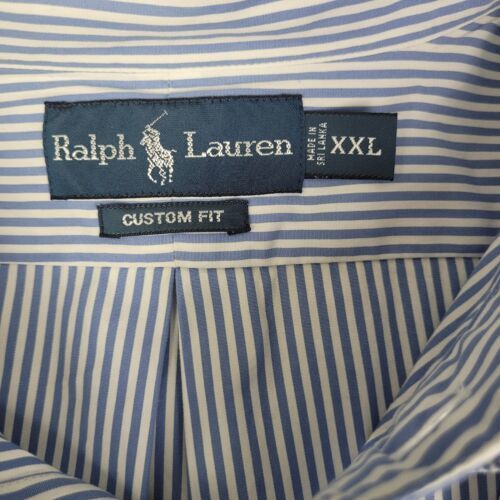 Ralph Lauren
MADE IN
SRI LANKA
XXL
CUSTOM FIT